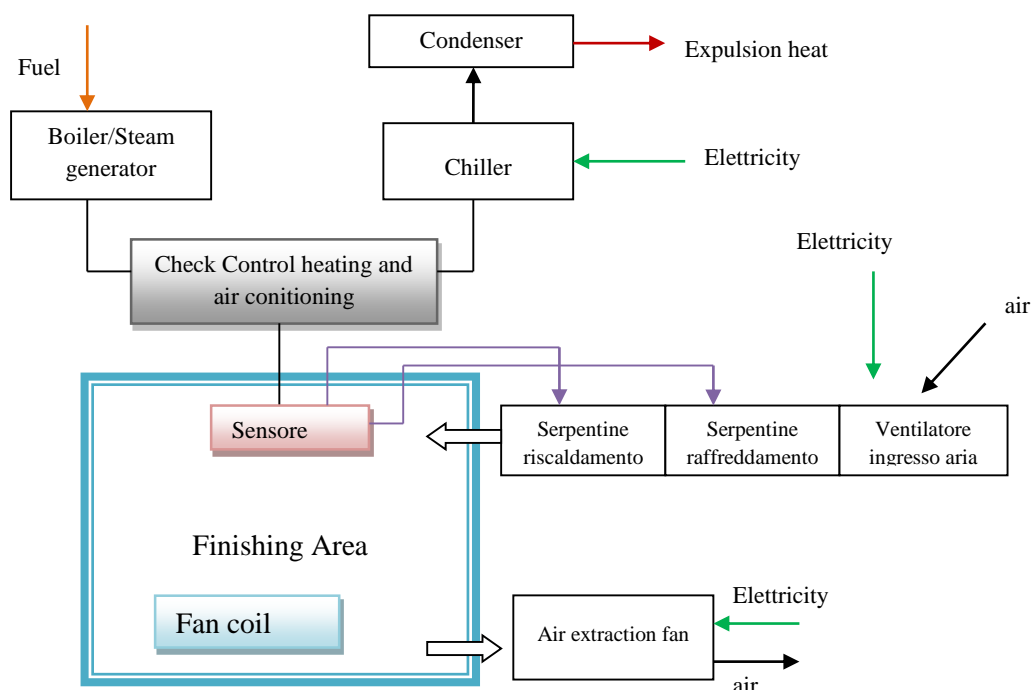 Condenser
Expulsion heat
Fuel
Boiler/Steam
generator
Chiller
Elettricity
Elettricity
Check Control heating and
air conitioning
air
Sensore
Serpentine
riscaldamento
Serpentine
raffreddamento
Ventilatore
ingresso aria
Finishing Area
Fan coil
Elettricity
Air extraction fan
air